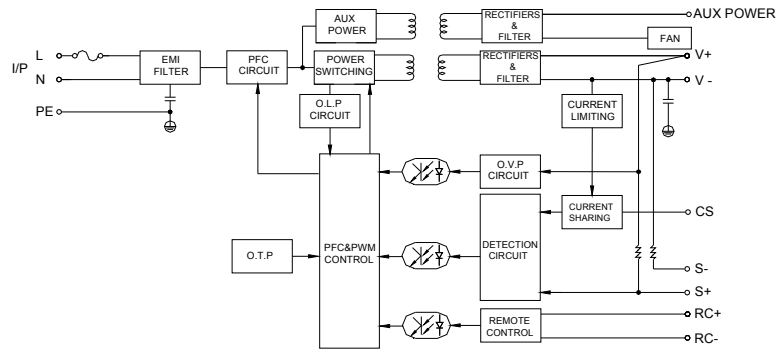 AUX
POWER
RECTIFIERS
&
FILTER
AUX POWER
FAN
L
I/P
N
PE
EMI
FILTER
PFC
CIRCUIT
POWER
SWITCHING
RECTIFIERS
&
FILTER
V+
V -
O.L.P
CIRCUIT
CURRENT
LIMITING
O.V.P
CIRCUIT
CURRENT
SHARING
CS
PFC&PWM
CONTROL
O.T.P
DETECTION
CIRCUIT
S-
S+
REMOTE
CONTROL
RC+
RC-